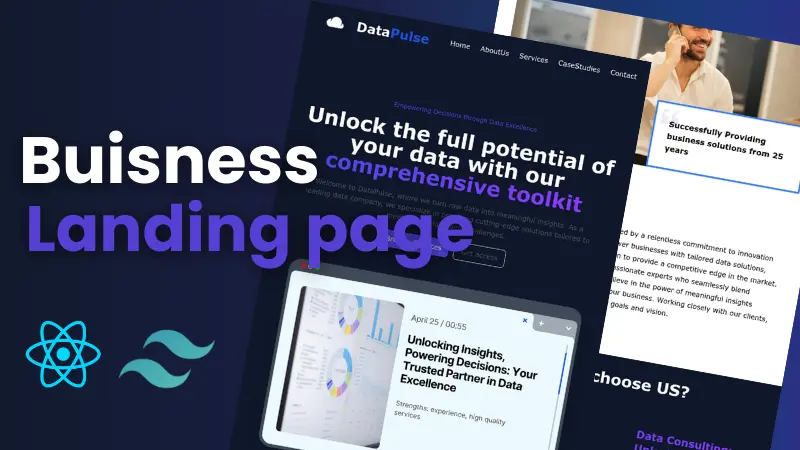 Buisness
Landing page
DataPulse
Home
AboutUs
Services
CaseStudies
Contact
Empowering Decisions through Data Excellence
Unlock the full potential of
your data with our
comprehensive toolkit
Welcome to DataPulse, where we turn raw data into meaningful insights. As a
leading data company, we specialize in cutting-edge solutions tailored to
Get access
April 25 / 00:55
Unlocking Insights,
Powering Decisions: Your
Trusted Partner in Data
Excellence
Strengths: experience, high quality
services
Successfully Providing
business solutions from 25
years
ed by a relentless commitment to innovation
wer businesses with tailored data solutions,
n to provide a competitive edge in the market.
ssionate experts who seamlessly blend
lieve in the power of meaningful insights
our business. Working closely with our clients,
goals and vision.
choose US?
Data Consulting: